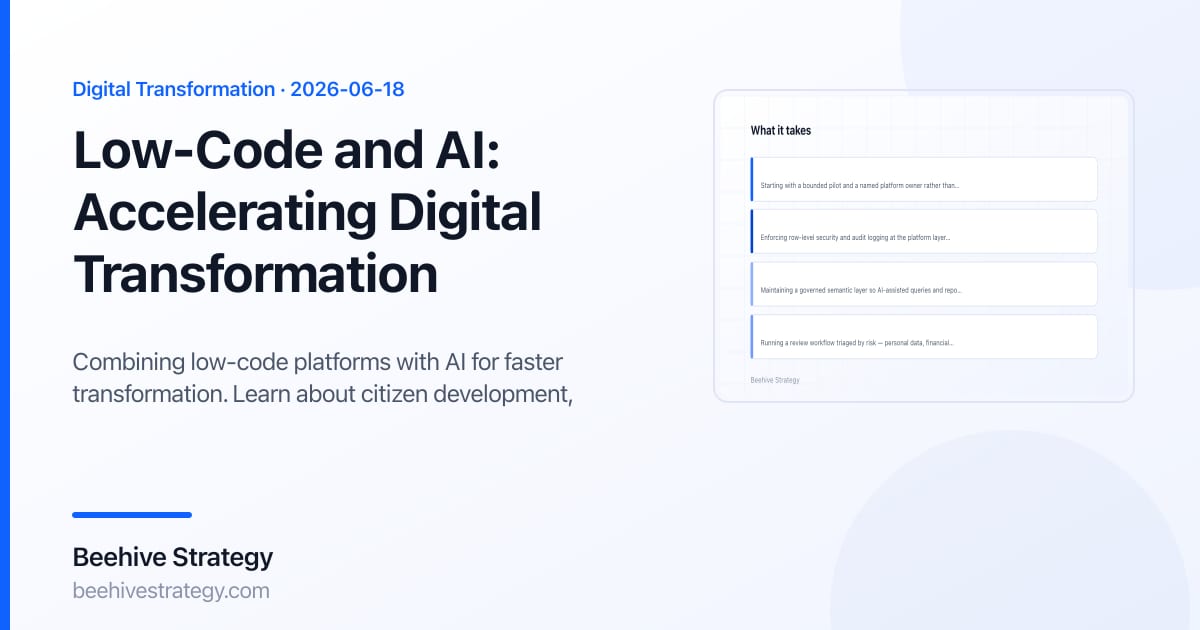 Digital Transformation · 2026-06-18
Low-Code and AI:
Accelerating Digital
Transformation
Combining low-code platforms with AI for faster
transformation. Learn about citizen development,
Beehive Strategy
beehivestrategy.com
What it takes
Starting with a bounded pilot and a named platform owner rather than...
Enforcing row-level security and audit logging at the platform layer...
Maintaining a governed semantic layer so AI-assisted queries and repo...
Running a review workflow triaged by risk — personal data, financial...
Beehive Strategy